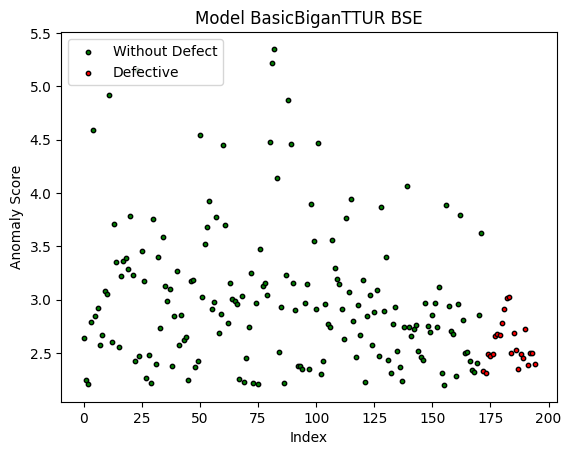 Model BasicBiganTTUR BSE
Without Defect
Defective
Anomaly Score
5.5
5.0
4.5
4.0
3.5
3.0
2.5
0 25 50 75 100 125 150 175 200
Index